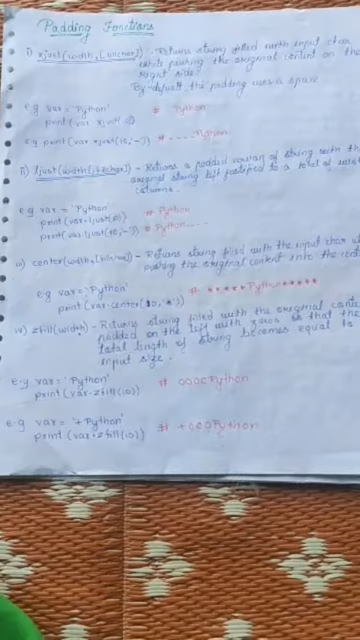 Padding Functions
i) rjust(width,[,fillchar]) - Returns string filled with input char
while pushing the original content on the
right side.
By default, the padding uses a space
e.g var = 'Python'
print(var.rjust(10) # Python
e.g print(var.rjust(10,'-')) # ----Python
ii) ljust(width[,fillchar]) - Returns a padded version of string with the
original string left justified to a total of
columns.
e.g var = 'Python'
print(var.ljust(10) # Python
print(var.ljust(10,'-')) # Python----
iii) center(width,[fillchar]) - Returns string filled with the input char
pushing the original content into the
e.g var = 'Python'
print(var.center( # *****Python*****
iv) zfill(width) - Returns string filled with the original
padded on the left with zeros so that the
total length of string becomes equal to
input size.
e.g var = 'Python'
print(var.zfill(10)) # 0000Python
e.g var = '+Python'
print(var.zfill(10)) # +000Python